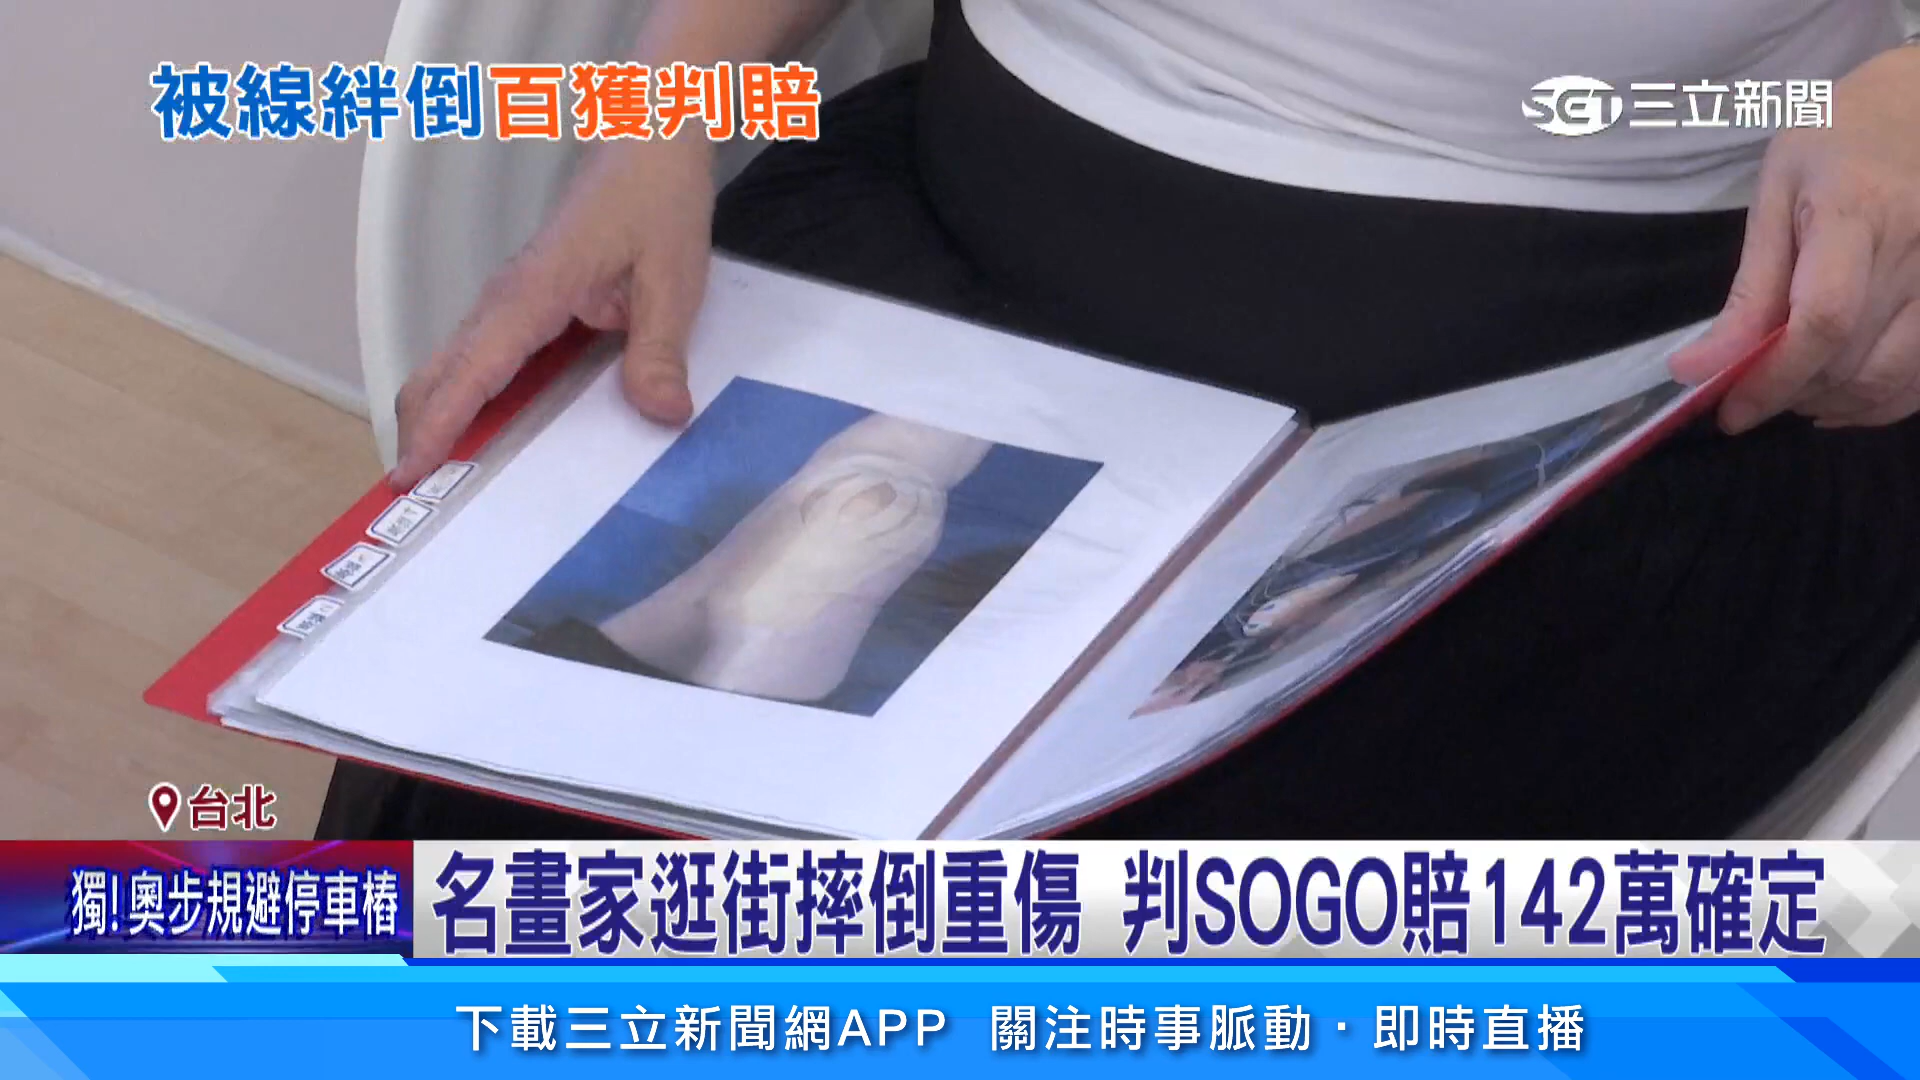 被線絆倒百獲判賠
SET三立新聞
台北
獨!奧步規避停車樁
名畫家逛街摔倒重傷 判SOGO賠142萬確定
下載三立新聞網APP 關注時事脈動·即時直播